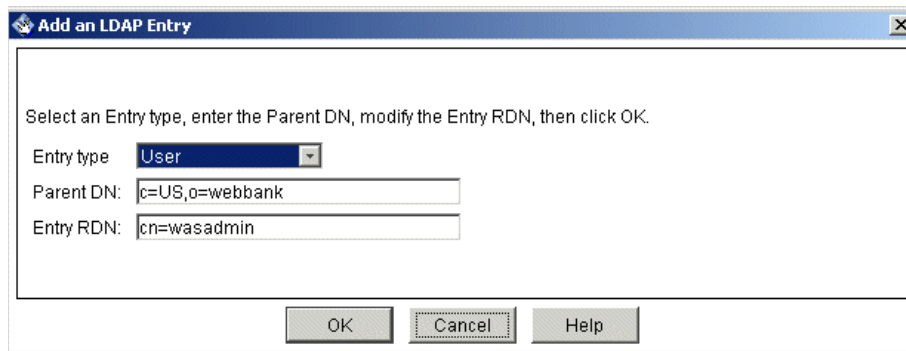 Add an LDAP Entry
Select an Entry type, enter the Parent DN, modify the Entry RDN, then click OK.
Entry type User
Parent DN: c=US,o=webbank
Entry RDN: cn=wasadmin
OK Cancel Help